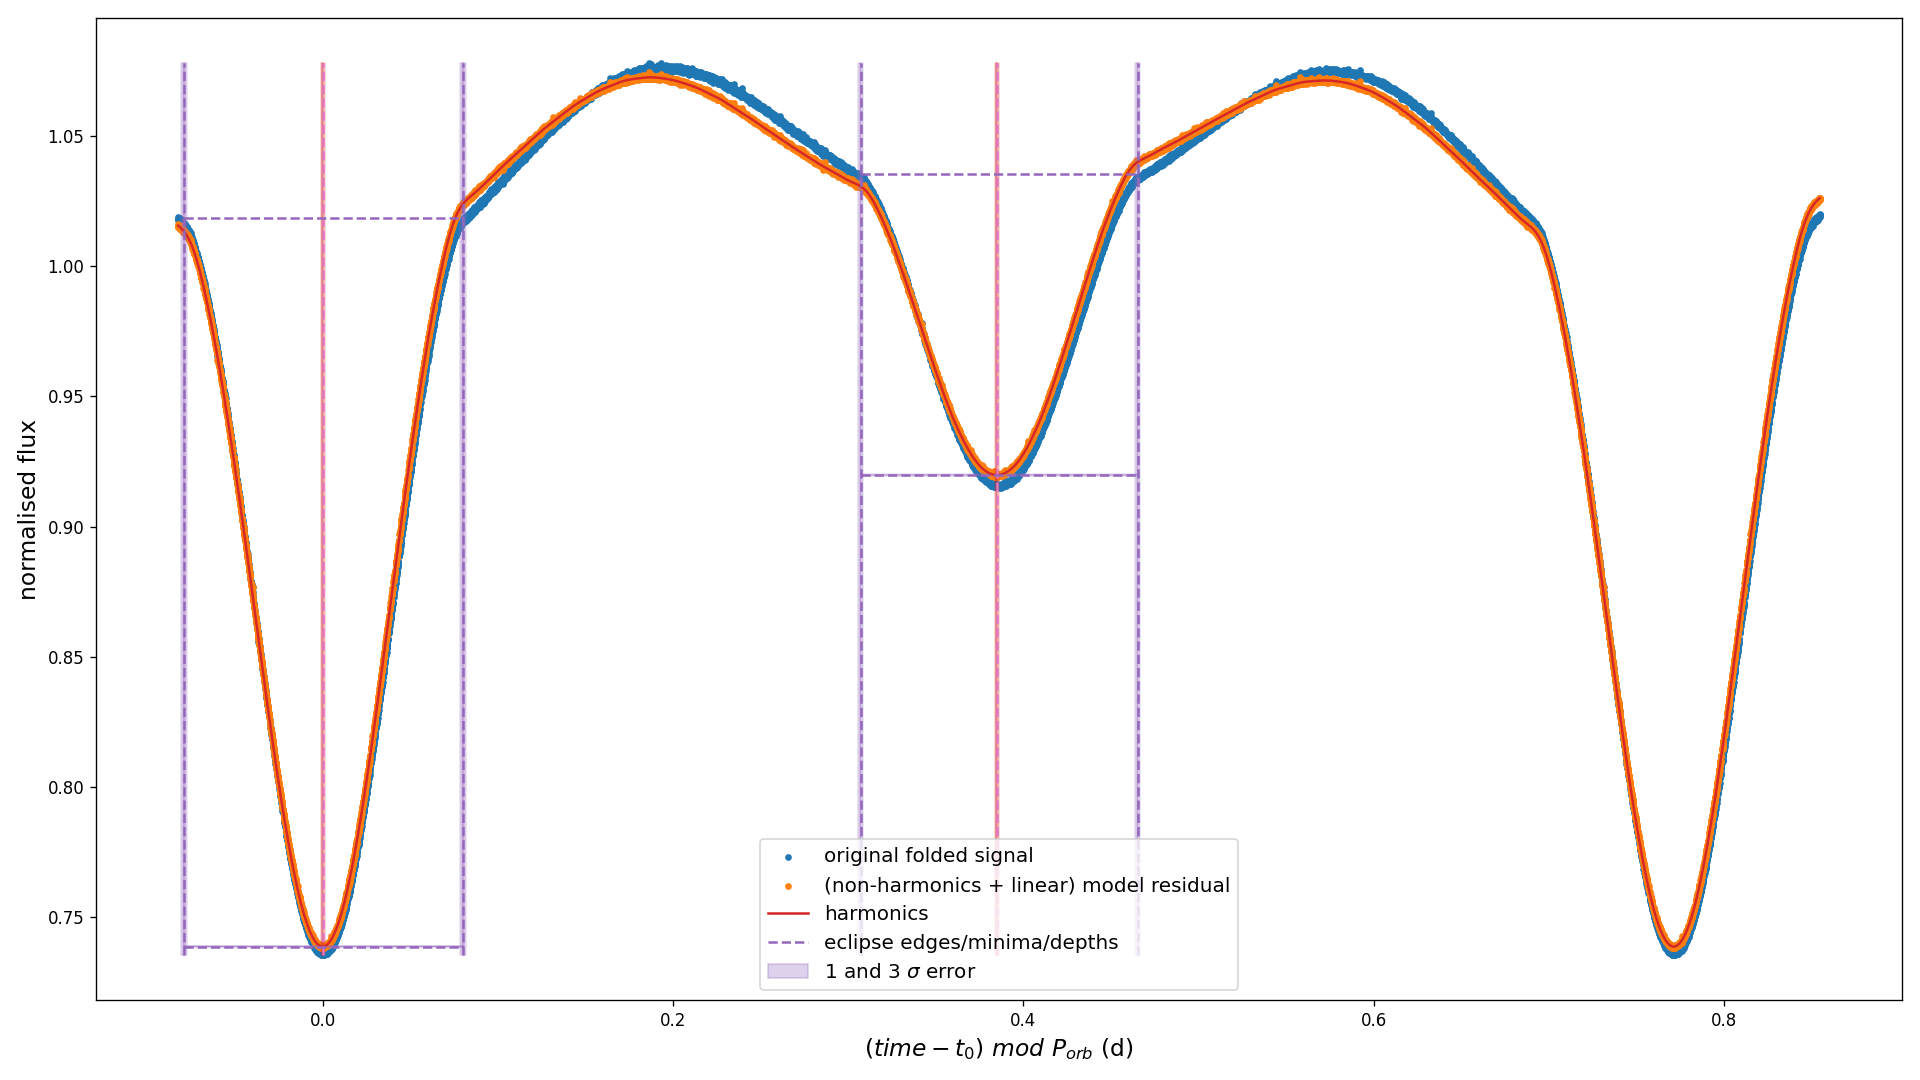 normalised flux
1.05
1.00
0.95
0.90
0.85
0.80
0.75
original folded signal
(non-harmonics + linear) model residual
harmonics
eclipse edges/minima/depths
1 and 3 σ error
0.0 0.2 0.4 0.6 0.8
(time − t₀) mod P_orb (d)